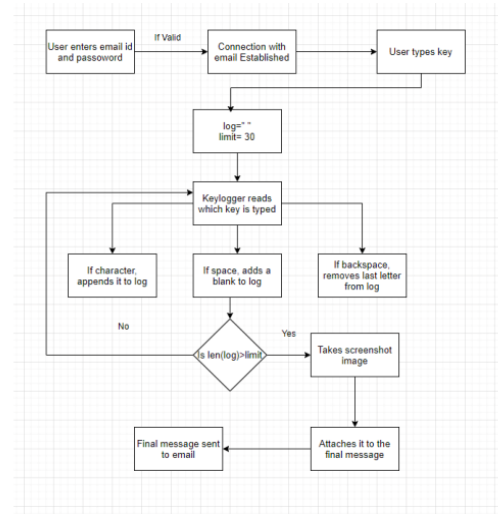 If Valid
User enters email id
and passoword
Connection with
email Established
User types key
log=" "
limit= 30
Keylogger reads
which key is typed
If character,
appends it to log
If space, adds a
blank to log
If backspace,
removes last letter
from log
No
Yes
Is len(log)>limit
Takes screenshot
image
Final message sent
to email
Attaches it to the
final message